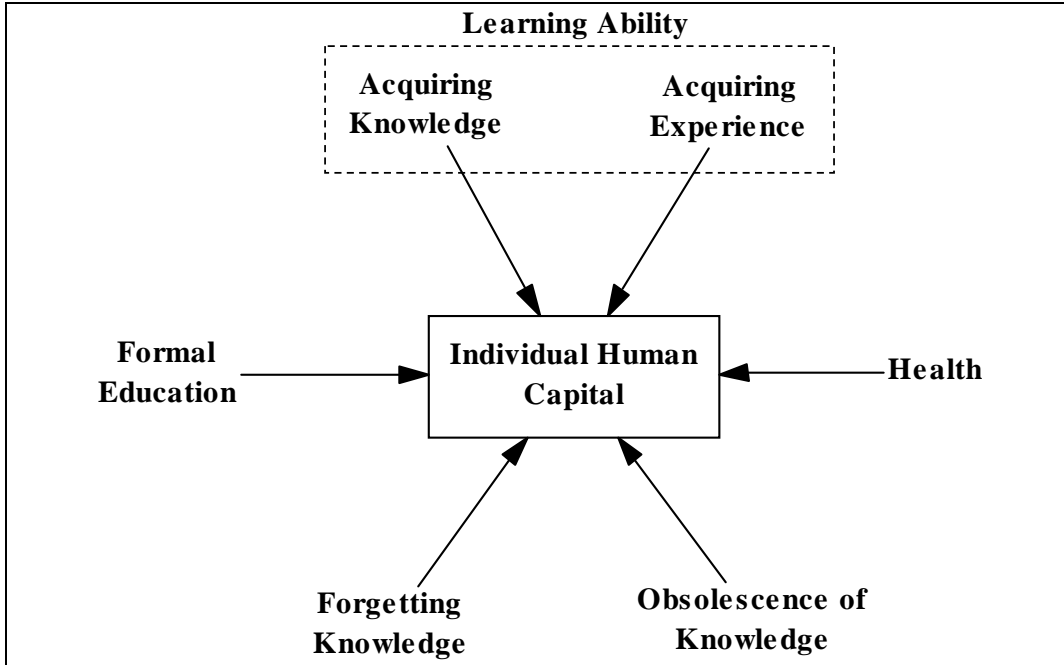 Learning Ability
Acquiring
Knowledge
Acquiring
Experience
Formal
Education
Individual Human
Capital
Health
Forgetting
Knowledge
Obsolescence of
Knowledge